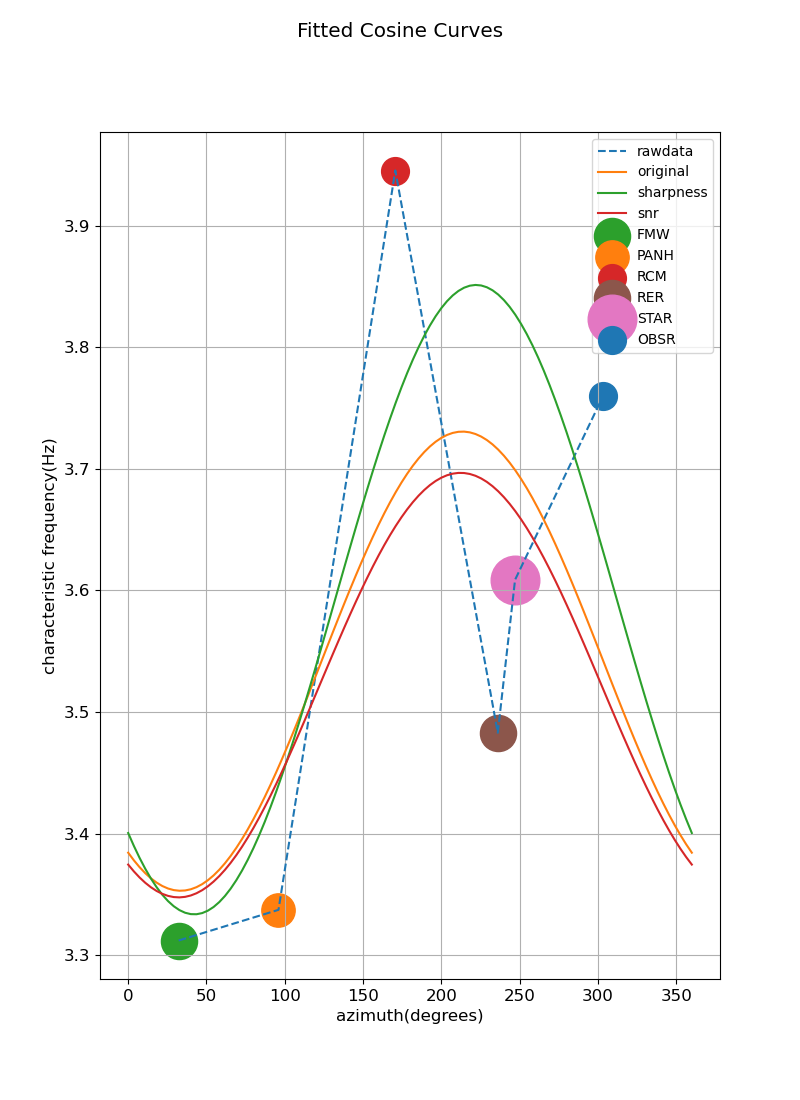 Fitted Cosine Curves
rawdata
original
sharpness
snr
FMW
PANH
RCM
RER
STAR
OBSR
characteristic frequency(Hz)
3.9
3.8
3.7
3.6
3.5
3.4
3.3
0 50 100 150 200 250 300 350
azimuth(degrees)